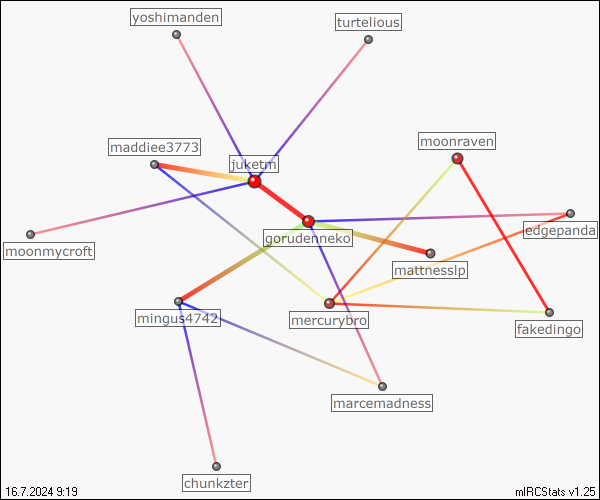 yoshimanden
turtelious
moonraven
maddiee3773
juketm
edgepanda
gorudenneko
moonmycroft
mattnesslp
mingus4742
mercurybro
fakedingo
marcemadness
chunkzter
16.7.2024 9:19
mIRCStats v1.25